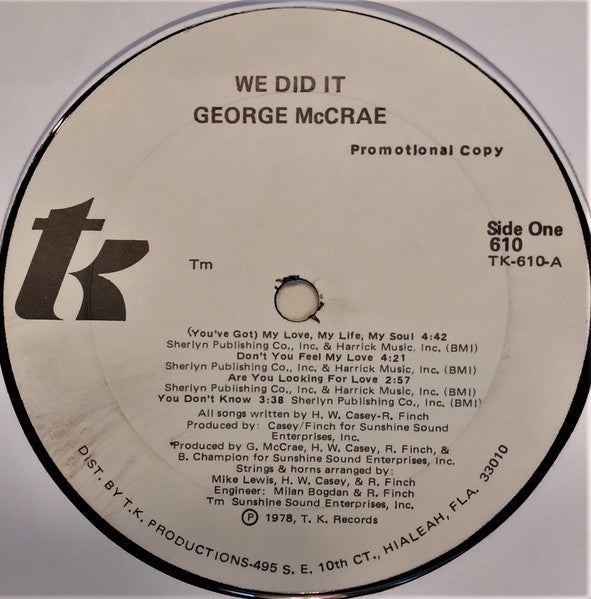 WE DID IT
GEORGE McCRAE
Promotional Copy
tk
Side One
610
TK-610-A
Tm
(You've Got) My Love, My Life, My Soul 4:42
Sherlyn Publishing Co., Inc. & Harrick Music, Inc. (BMI)
Don't You Feel My Love 4:21
Sherlyn Publishing Co., Inc. & Harrick Music, Inc. (BMI)
Are You Looking For Love 2:57
Sherlyn Publishing Co., Inc. & Harrick Music, Inc. (BMI)
You Don't Know 3:38 Sherlyn Publishing Co., Inc. (BMI)
All songs written by H. W. Casey-R. Finch
Produced by: Casey/Finch for Sunshine Sound
Enterprises, Inc.
*Produced by G. McCrae, H. W. Casey, R. Finch, &
B. Champion for Sunshine Sound Enterprises, Inc.
Strings & horns arranged by:
Mike Lewis, H. W. Casey, & R. Finch
Engineer: Milan Bogdan & R. Finch
Tm Sunshine Sound Enterprises, Inc.
℗ 1978, T. K. Records
DIST. BY T.K. PRODUCTIONS-495 S. E. 10th CT., HIALEAH, FLA. 33010